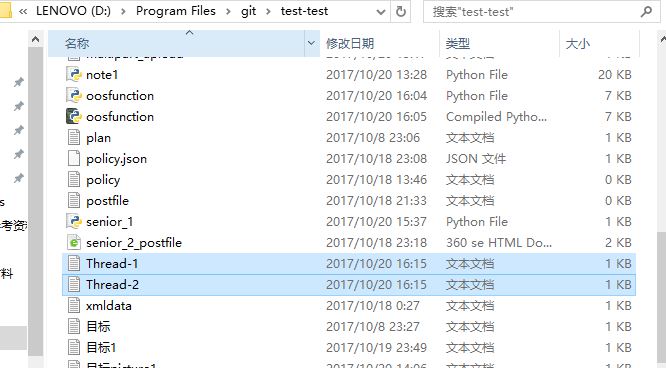 LENOVO (D:) › Program Files › git › test-test
搜索"test-test"
名称 修改日期 类型 大小
note1 2017/10/20 13:28 Python File 20 KB
oosfunction 2017/10/20 16:04 Python File 7 KB
oosfunction 2017/10/20 16:05 Compiled Pytho... 7 KB
plan 2017/10/8 23:06 文本文档 1 KB
policy.json 2017/10/18 23:08 JSON 文件 1 KB
policy 2017/10/18 13:46 文本文档 0 KB
postfile 2017/10/18 21:33 文本文档 0 KB
senior_1 2017/10/20 15:37 Python File 1 KB
senior_2_postfile 2017/10/18 23:18 360 se HTML Do... 2 KB
Thread-1 2017/10/20 16:15 文本文档 1 KB
Thread-2 2017/10/20 16:15 文本文档 1 KB
xmldata 2017/10/18 0:27 文本文档 1 KB
目标 2017/10/8 23:27 文本文档 1 KB
目标1 2017/10/19 23:49 文本文档 1 KB
s
考资料
料